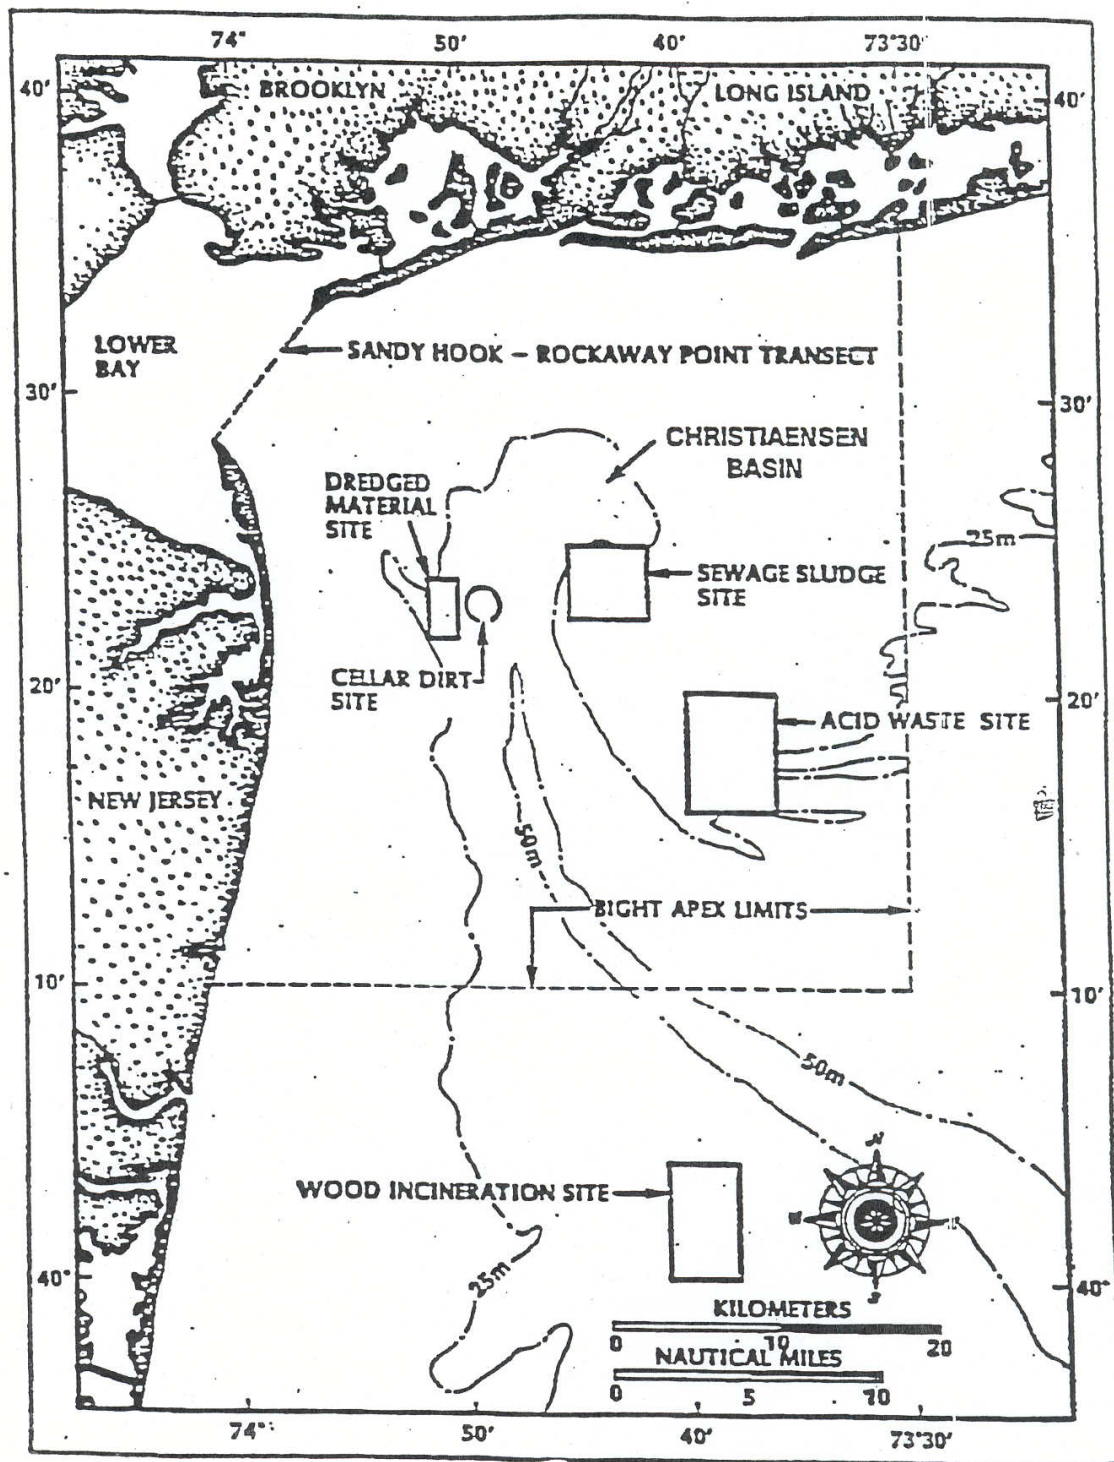 74°
50'
40'
73°30'
40'
BROOKLYN
LONG ISLAND
40'
LOWER
BAY
SANDY HOOK - ROCKAWAY POINT TRANSECT
30'
30'
CHRISTIAENSEN
BASIN
DREDGED
MATERIAL
SITE
25m
SEWAGE SLUDGE
SITE
CELLAR DIRT
SITE
20'
20'
ACID WASTE SITE
NEW JERSEY
50m
BIGHT APEX LIMITS
10'
10'
50m
N
WOOD INCINERATION SITE
W
E
S
25m
40°
40°
KILOMETERS
0
10
20
NAUTICAL MILES
0
5
10
74°
50'
40'
73°30'